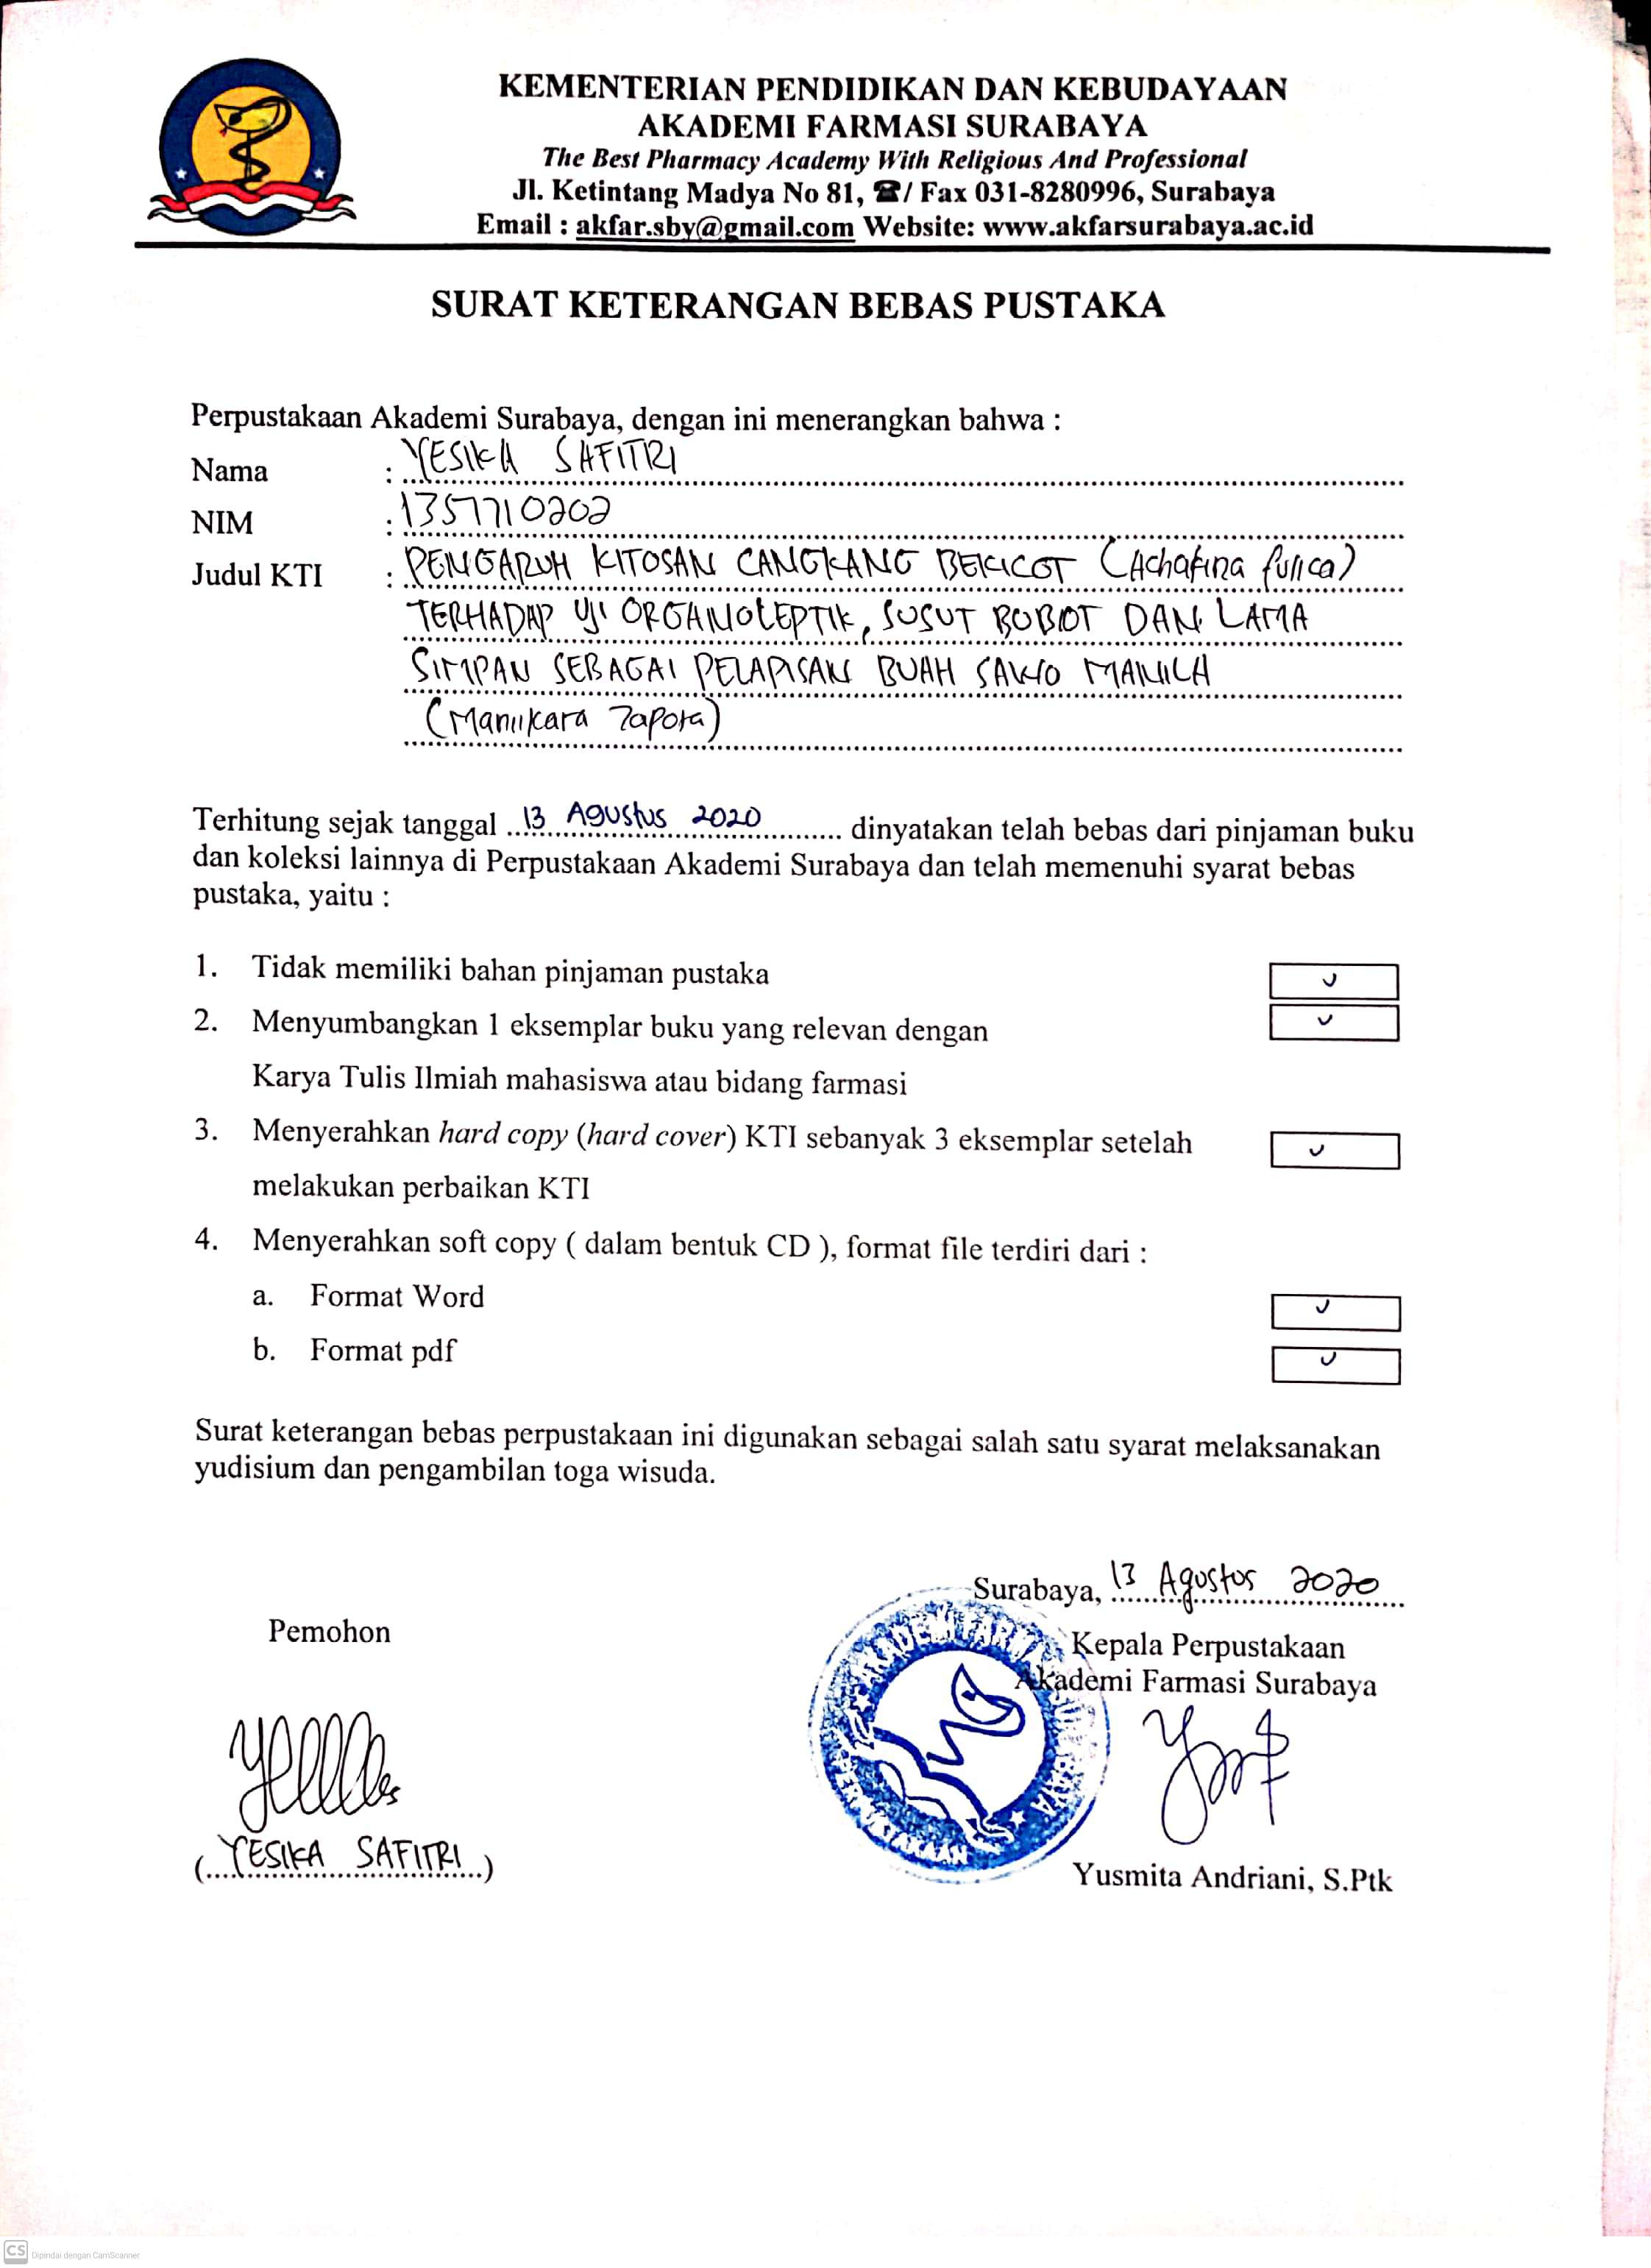 KEMENTERIAN PENDIDIKAN DAN KEBUDAYAAN
AKADEMI FARMASI SURABAYA
The Best Pharmacy Academy With Religious And Professional
Jl. Ketintang Madya No 81, ☎/ Fax 031-8280996, Surabaya
Email : akfar.sby@gmail.com Website: www.akfarsurabaya.ac.id
SURAT KETERANGAN BEBAS PUSTAKA
Perpustakaan Akademi Surabaya, dengan ini menerangkan bahwa :
Nama : YESIKA SAFITRI
NIM : 1357710202
Judul KTI : PENGARUH KITOSAN CANGKANG BEKICOT (Achafina fulica)
TERHADAP UJI ORGANOLEPTIK, SUSUT BOBOT DAN LAMA
SIMPAN SEBAGAI PELAPISAN BUAH SAWO MANILA
(Manilkara Zapota)
Terhitung sejak tanggal 13 Agustus 2020 dinyatakan telah bebas dari pinjaman buku
dan koleksi lainnya di Perpustakaan Akademi Surabaya dan telah memenuhi syarat bebas
pustaka, yaitu :
1. Tidak memiliki bahan pinjaman pustaka
2. Menyumbangkan 1 eksemplar buku yang relevan dengan
Karya Tulis Ilmiah mahasiswa atau bidang farmasi
3. Menyerahkan hard copy (hard cover) KTI sebanyak 3 eksemplar setelah
melakukan perbaikan KTI
4. Menyerahkan soft copy ( dalam bentuk CD ), format file terdiri dari :
a. Format Word
b. Format pdf
Surat keterangan bebas perpustakaan ini digunakan sebagai salah satu syarat melaksanakan
yudisium dan pengambilan toga wisuda.
Surabaya, 13 Agustus 2020
Pemohon
Kepala Perpustakaan
Akademi Farmasi Surabaya
(YESIKA SAFITRI)
Yusmita Andriani, S.Ptk
CS Dipindai dengan CamScanner